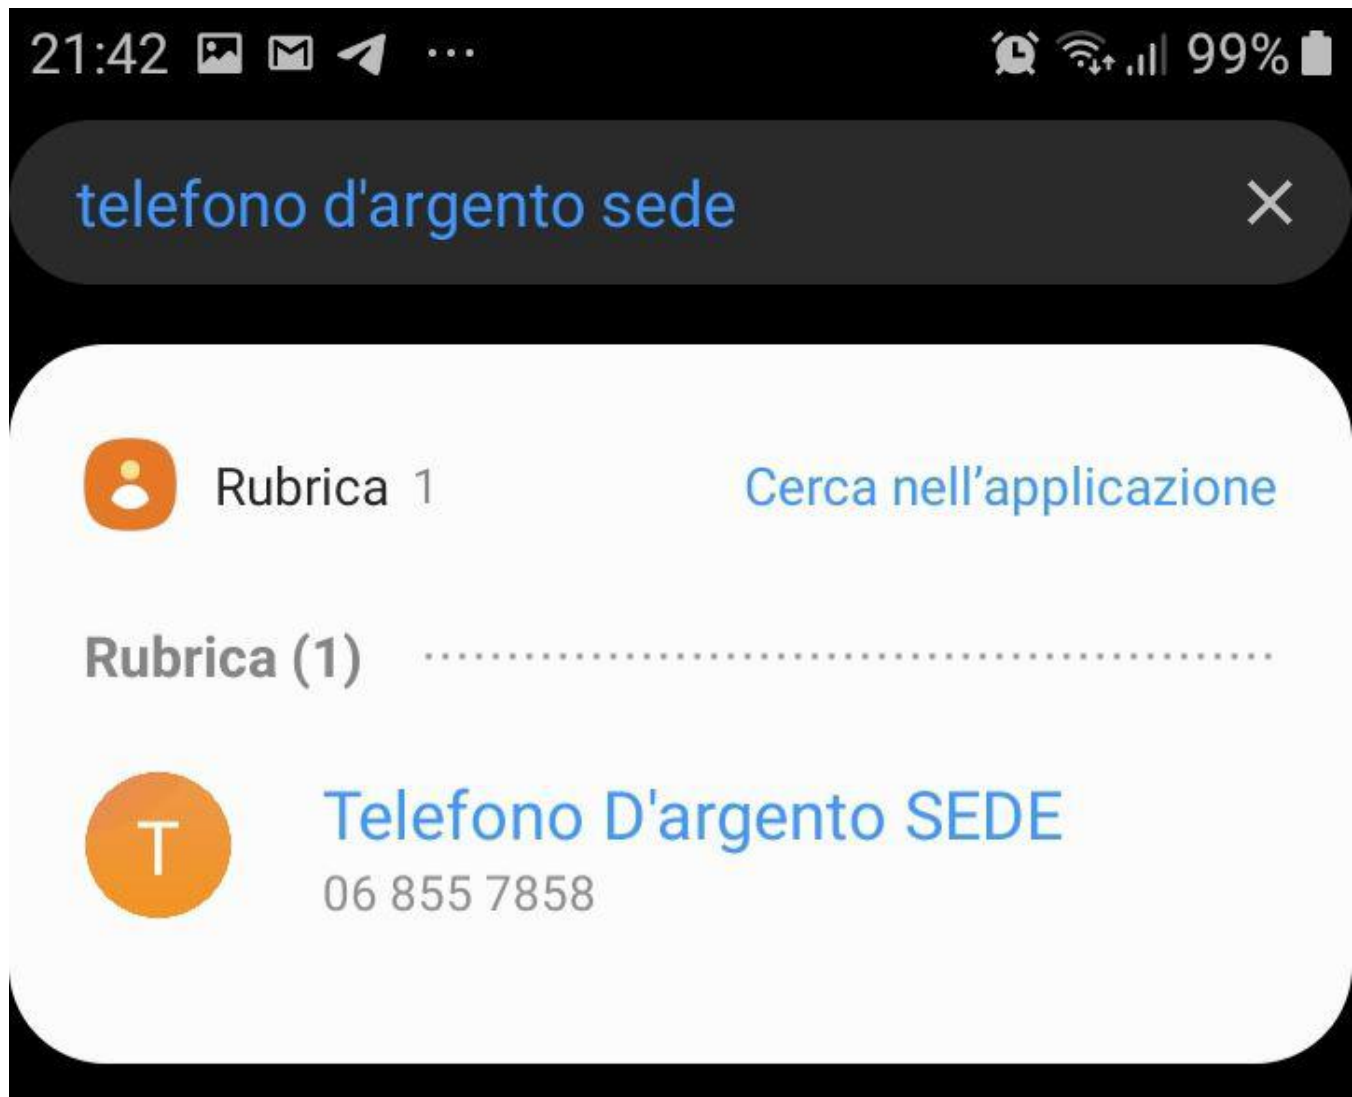 21:42 ... 99%
telefono d'argento sede
Rubrica 1 Cerca nell’applicazione
Rubrica (1)
T
Telefono D'argento SEDE
06 855 7858